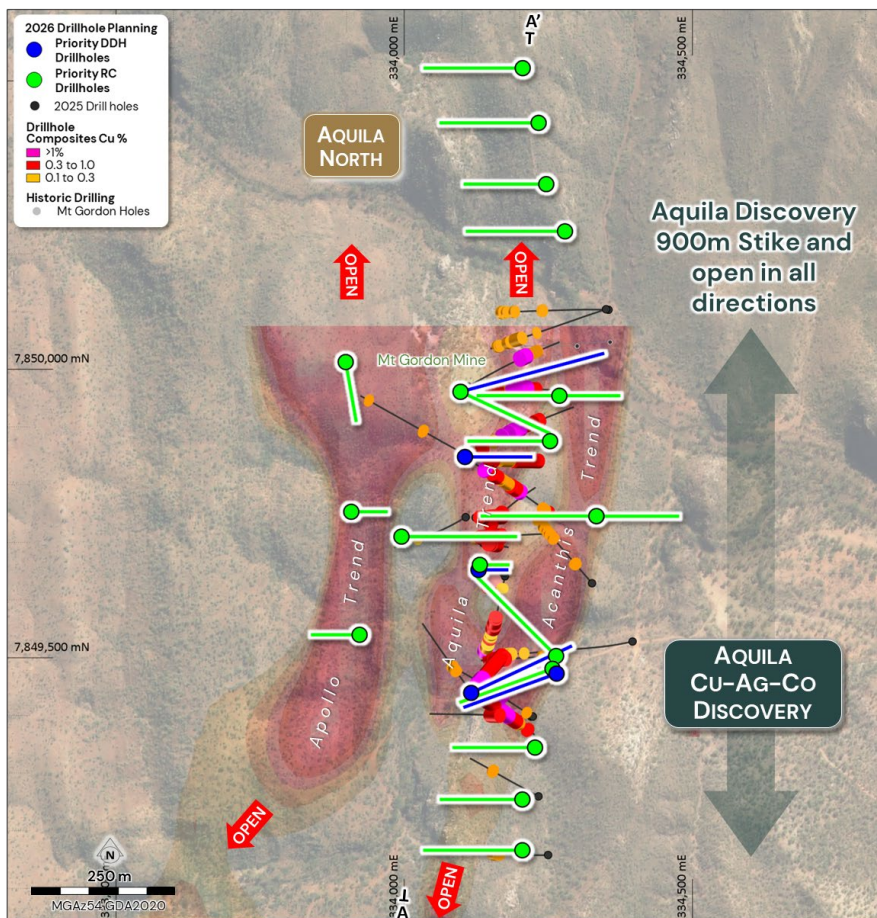 2026 Drillhole Planning
Priority DDH
Drillholes
Priority RC
Drillholes
2025 Drill holes
Drillhole
Composites Cu %
>1%
0.3 to 1.0
0.1 to 0.3
Historic Drilling
Mt Gordon Holes
334,000 mE
A'
334,500 mE
AQUILA
NORTH
Aquila Discovery
900m Stike and
open in all
directions
OPEN
OPEN
7,850,000 mN
Mt Gordon Mine
Trend
Trend
Trend
Acanthis
Aquila
Apollo
7,849,500 mN
AQUILA
CU-AG-CO
DISCOVERY
OPEN
OPEN
N
250 m
MGAz54 GDA2020
334,000 mE
A
334,500 mE